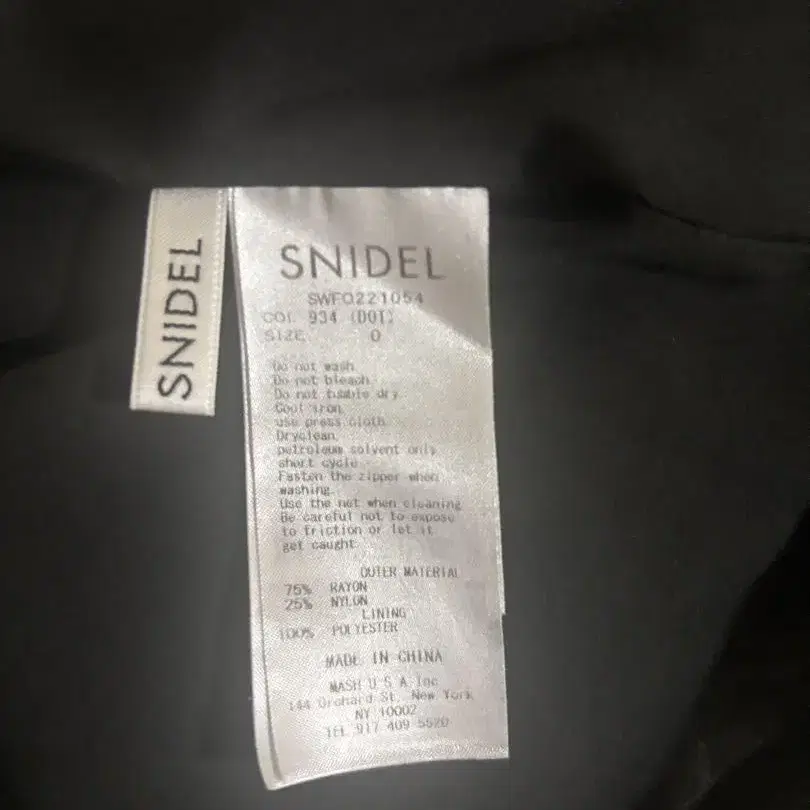 SNIDEL
SNIDEL
SWFO221054
COL 934 (DOT)
SIZE 0
Do not wash
Do not bleach
Do not tumble dry
Cool iron
use press cloth
Dryclean
petroleum solvent only
short cycle
Fasten the zipper when
washing.
Use the net when cleaning
Be careful not to expose
to friction or let it
get caught
OUTER MATERIAL
75% RAYON
25% NYLON
LINING
100% POLYESTER
MADE IN CHINA
MASH U S A Inc
144 Orchard St. New York
NY 10002
TEL 917 409 5520